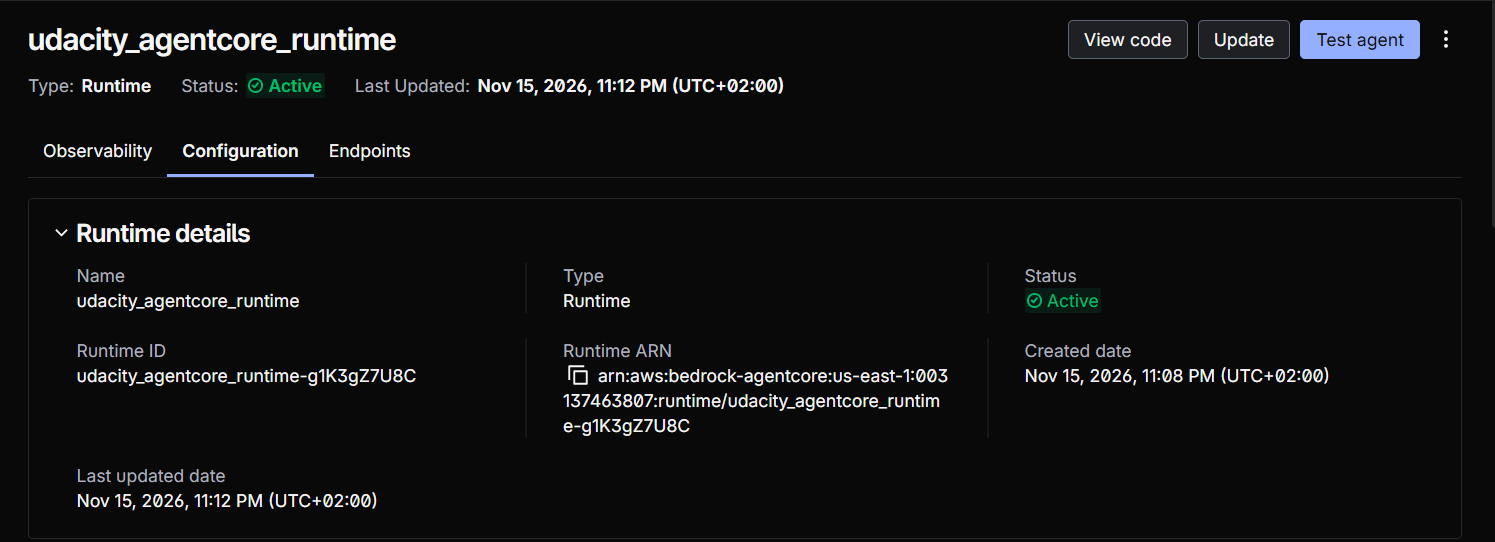 udacity_agentcore_runtime
View code
Update
Test agent
Type: Runtime
Status: Active
Last Updated: Nov 15, 2026, 11:12 PM (UTC+02:00)
Observability
Configuration
Endpoints
Runtime details
Name
udacity_agentcore_runtime
Type
Runtime
Status
Active
Runtime ID
udacity_agentcore_runtime-g1K3gZ7U8C
Runtime ARN
arn:aws:bedrock-agentcore:us-east-1:003
137463807:runtime/udacity_agentcore_runtim
e-g1K3gZ7U8C
Created date
Nov 15, 2026, 11:08 PM (UTC+02:00)
Last updated date
Nov 15, 2026, 11:12 PM (UTC+02:00)